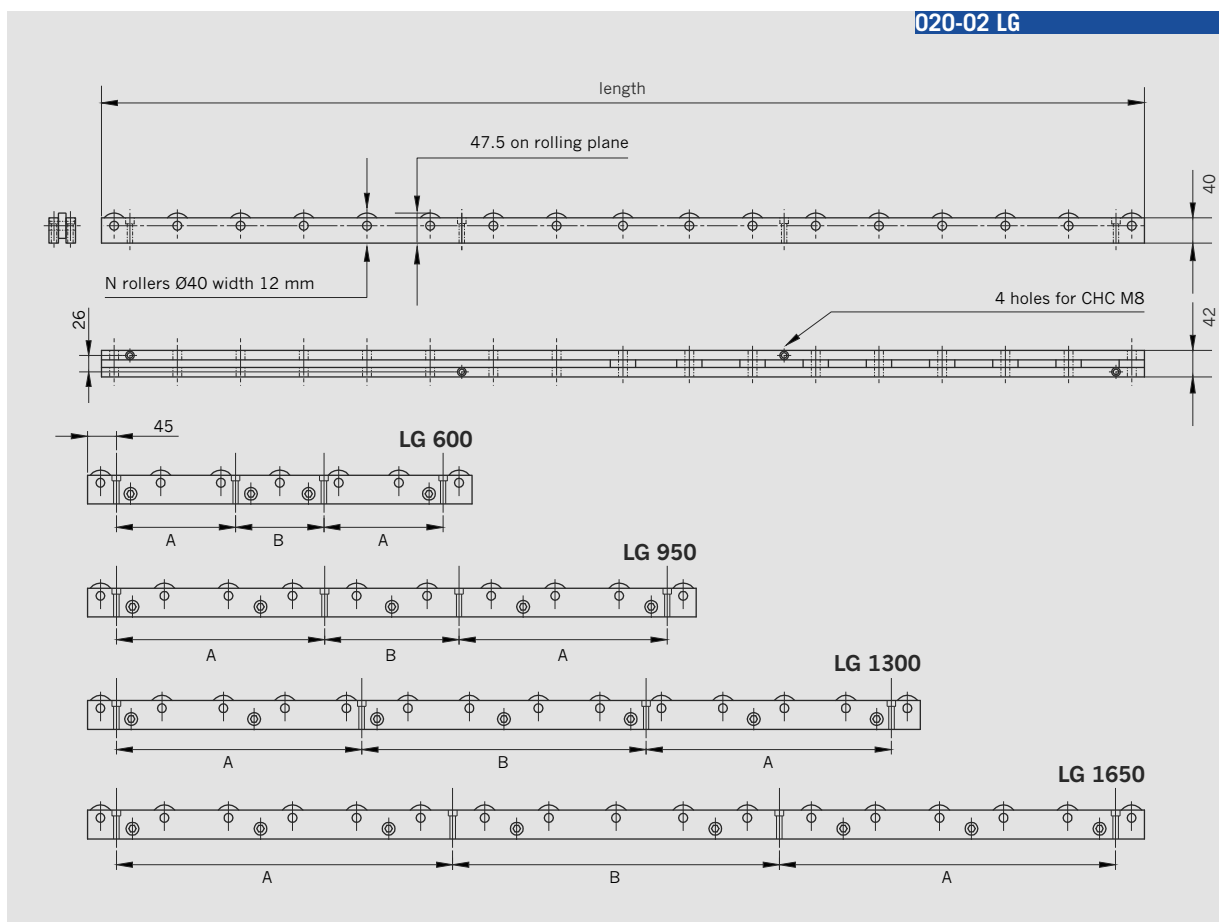 020-02 LG
length
47.5 on rolling plane
40
N rollers Ø40 width 12 mm
4 holes for CHC M8
26
42
45
LG 600
A B A
LG 950
A B A
LG 1300
A B A
LG 1650
A B A